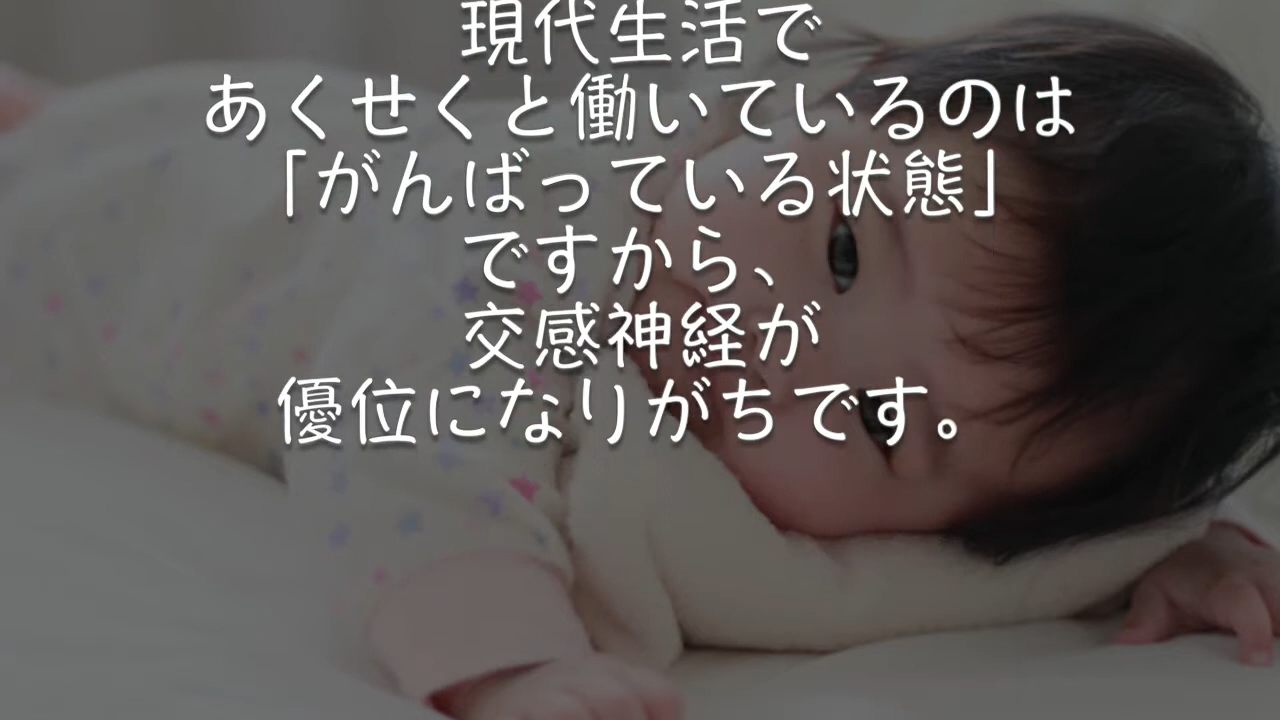 現代生活で
あくせくと働いているのは
「がんばっている状態」
ですから、
交感神経が
優位になりがちです。